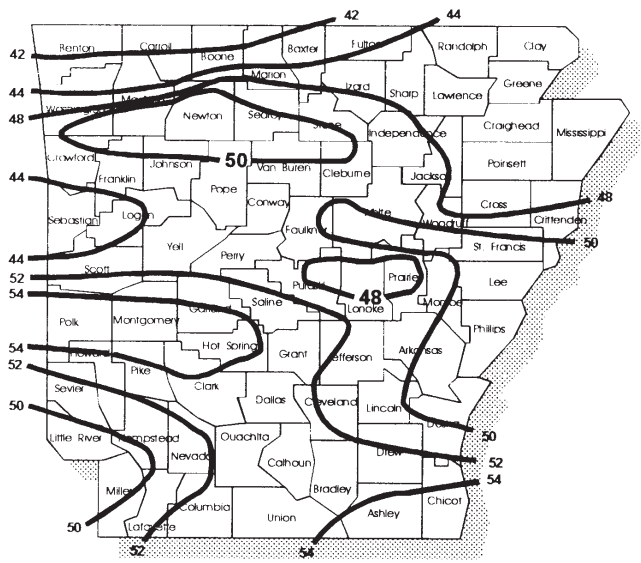 42 44
Benton Carroll Boone Baxter Fulton Randolph Clay
42
Marion Greene
44 Izard Sharp Lawrence
48 Washington Newton Searcy Stone
Independence Craighead Mississippi
Crawford Johnson 50 Van Buren Cleburne Poinsett
44 Franklin Pope Jackson
Logan Conway White Cross 48
Sebastian Faulkner Woodruff Crittenden
Yell St. Francis 50
44 Scott Perry
52 Saline Pulaski Prairie Lee
54 Garland 48 Monroe
Polk Montgomery Lonoke Phillips
Hot Spring Grant Jefferson Arkansas
54 Howard
52 Pike Clark
Sevier Dallas Cleveland Lincoln
50 Desha
Little River Hempstead Ouachita 50
Nevada Drew 52
Calhoun
Miller Bradley 54
Columbia Chicot
50 Lafayette Union Ashley
52 54